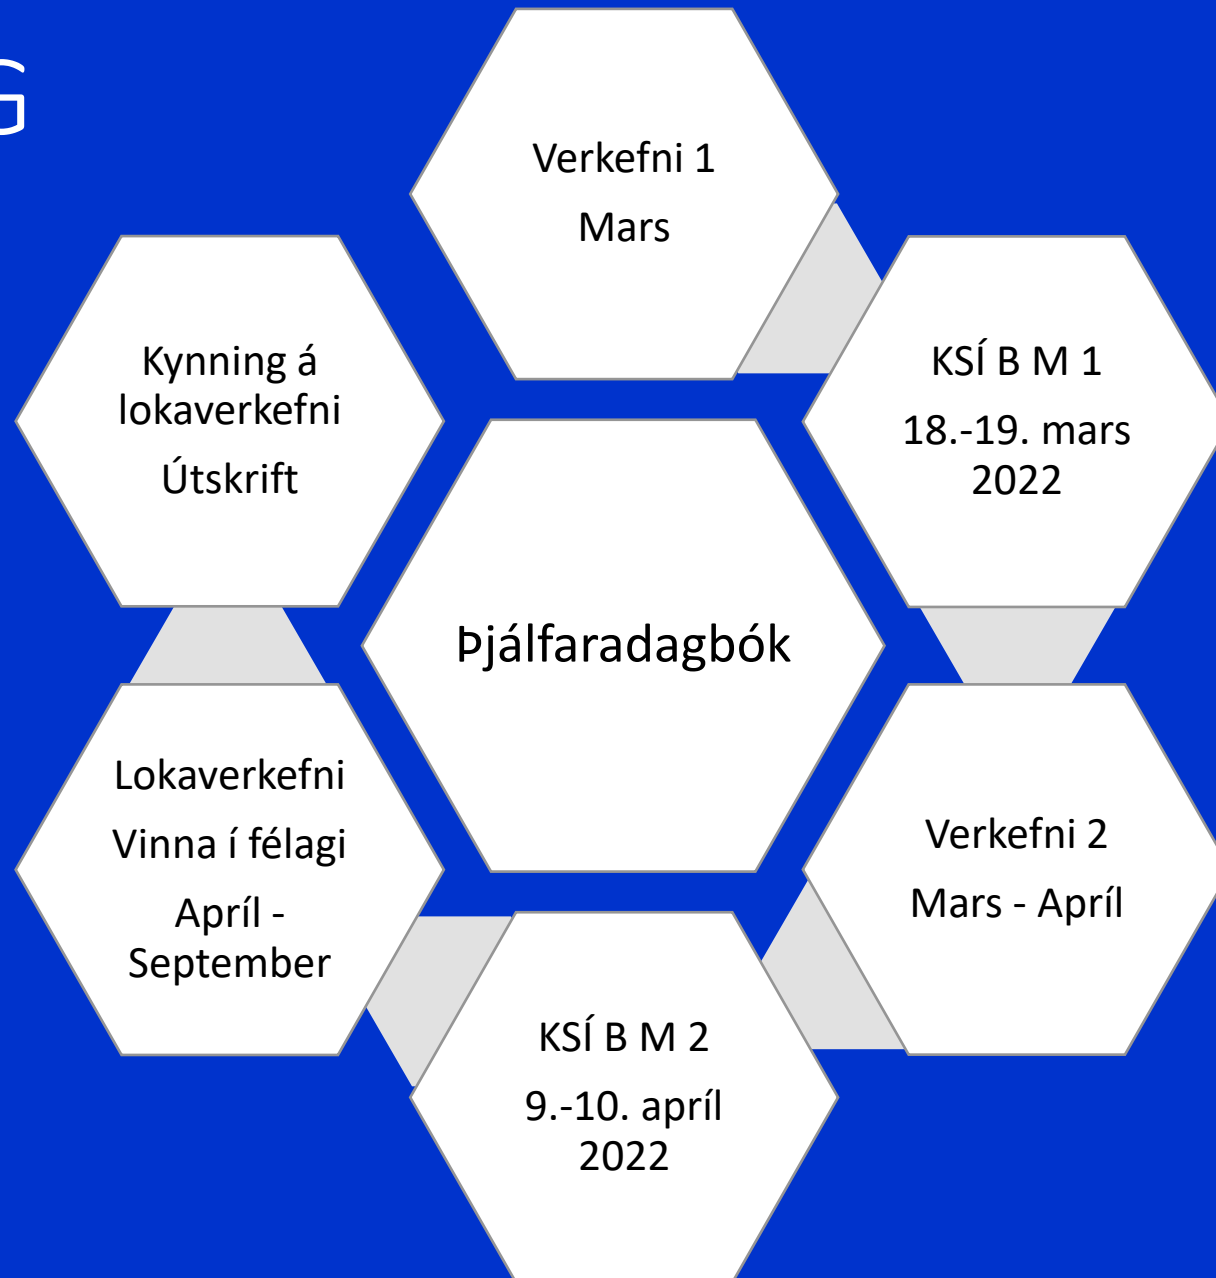 G
Verkefni 1
Mars
KSÍ B M 1
18.-19. mars
2022
Verkefni 2
Mars - Apríl
KSÍ B M 2
9.-10. apríl
2022
Lokaverkefni
Vinna í félagi
Apríl -
September
Kynning á
lokaverkefni
Útskrift
Þjálfaradagbók